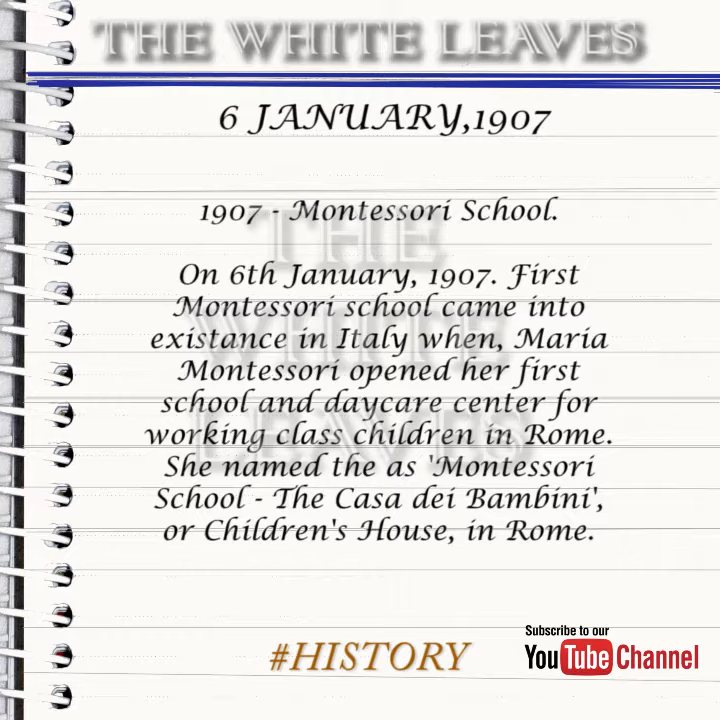 THE WHITE LEAVES
6 JANUARY,1907
1907 - Montessori School.
On 6th January, 1907. First
Montessori school came into
existance in Italy when, Maria
Montessori opened her first
school and daycare center for
working class children in Rome.
She named the as 'Montessori
School - The Casa dei Bambini',
or Children's House, in Rome.
THE
WHITE
LEAVES
#HISTORY
Subscribe to our
YouTube Channel